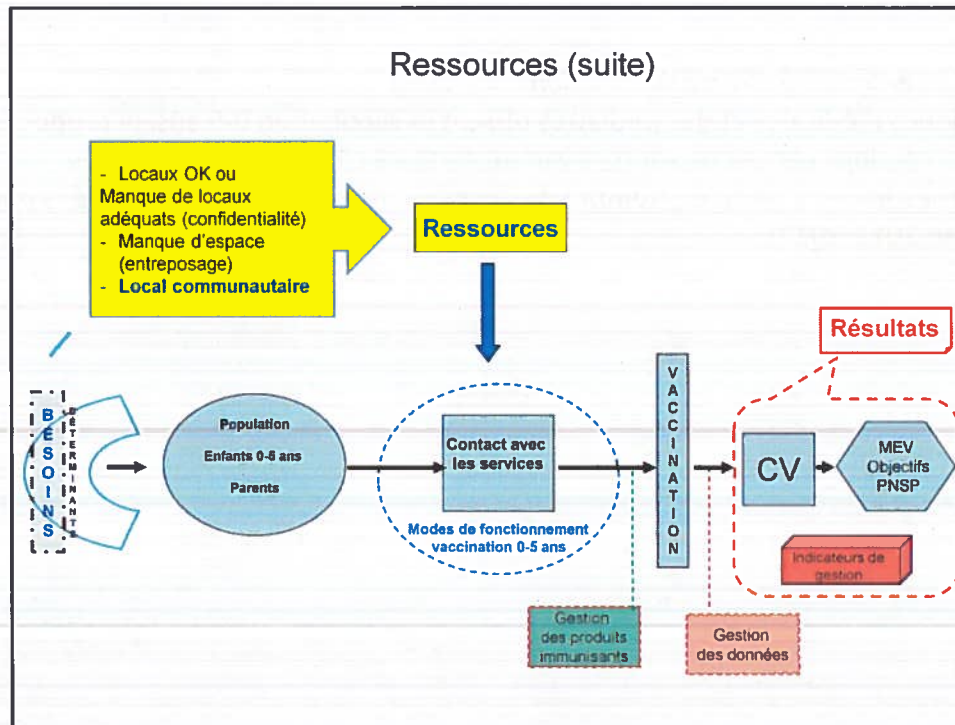 Ressources (suite)
- Locaux OK ou
Manque de locaux
adéquats (confidentialité)
- Manque d'espace
(entreposage)
- Local communautaire
Ressources
Résultats
BÉSOINS
DÉTERMINANTS
Population
Enfants 0-5 ans
Parents
Contact avec
les services
Modes de fonctionnement
vaccination 0-5 ans
VACCINATION
CV
MEV
Objectifs
PNSP
Indicateurs de
gestion
Gestion
des produits
immunisants
Gestion
des données